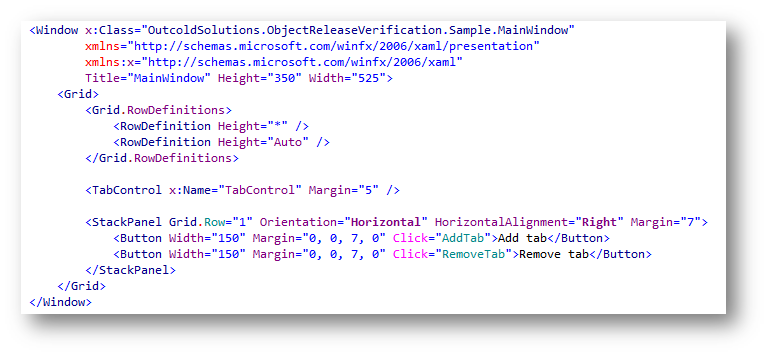 <Window x:Class="OutcoldSolutions.ObjectReleaseVerification.Sample.MainWindow"
        xmlns="http://schemas.microsoft.com/winfx/2006/xaml/presentation"
        xmlns:x="http://schemas.microsoft.com/winfx/2006/xaml"
        Title="MainWindow" Height="350" Width="525">
    <Grid>
        <Grid.RowDefinitions>
            <RowDefinition Height="*" />
            <RowDefinition Height="Auto" />
        </Grid.RowDefinitions>

        <TabControl x:Name="TabControl" Margin="5" />

        <StackPanel Grid.Row="1" Orientation="Horizontal" HorizontalAlignment="Right" Margin="7">
            <Button Width="150" Margin="0, 0, 7, 0" Click="AddTab">Add tab</Button>
            <Button Width="150" Margin="0, 0, 7, 0" Click="RemoveTab">Remove tab</Button>
        </StackPanel>
    </Grid>
</Window>